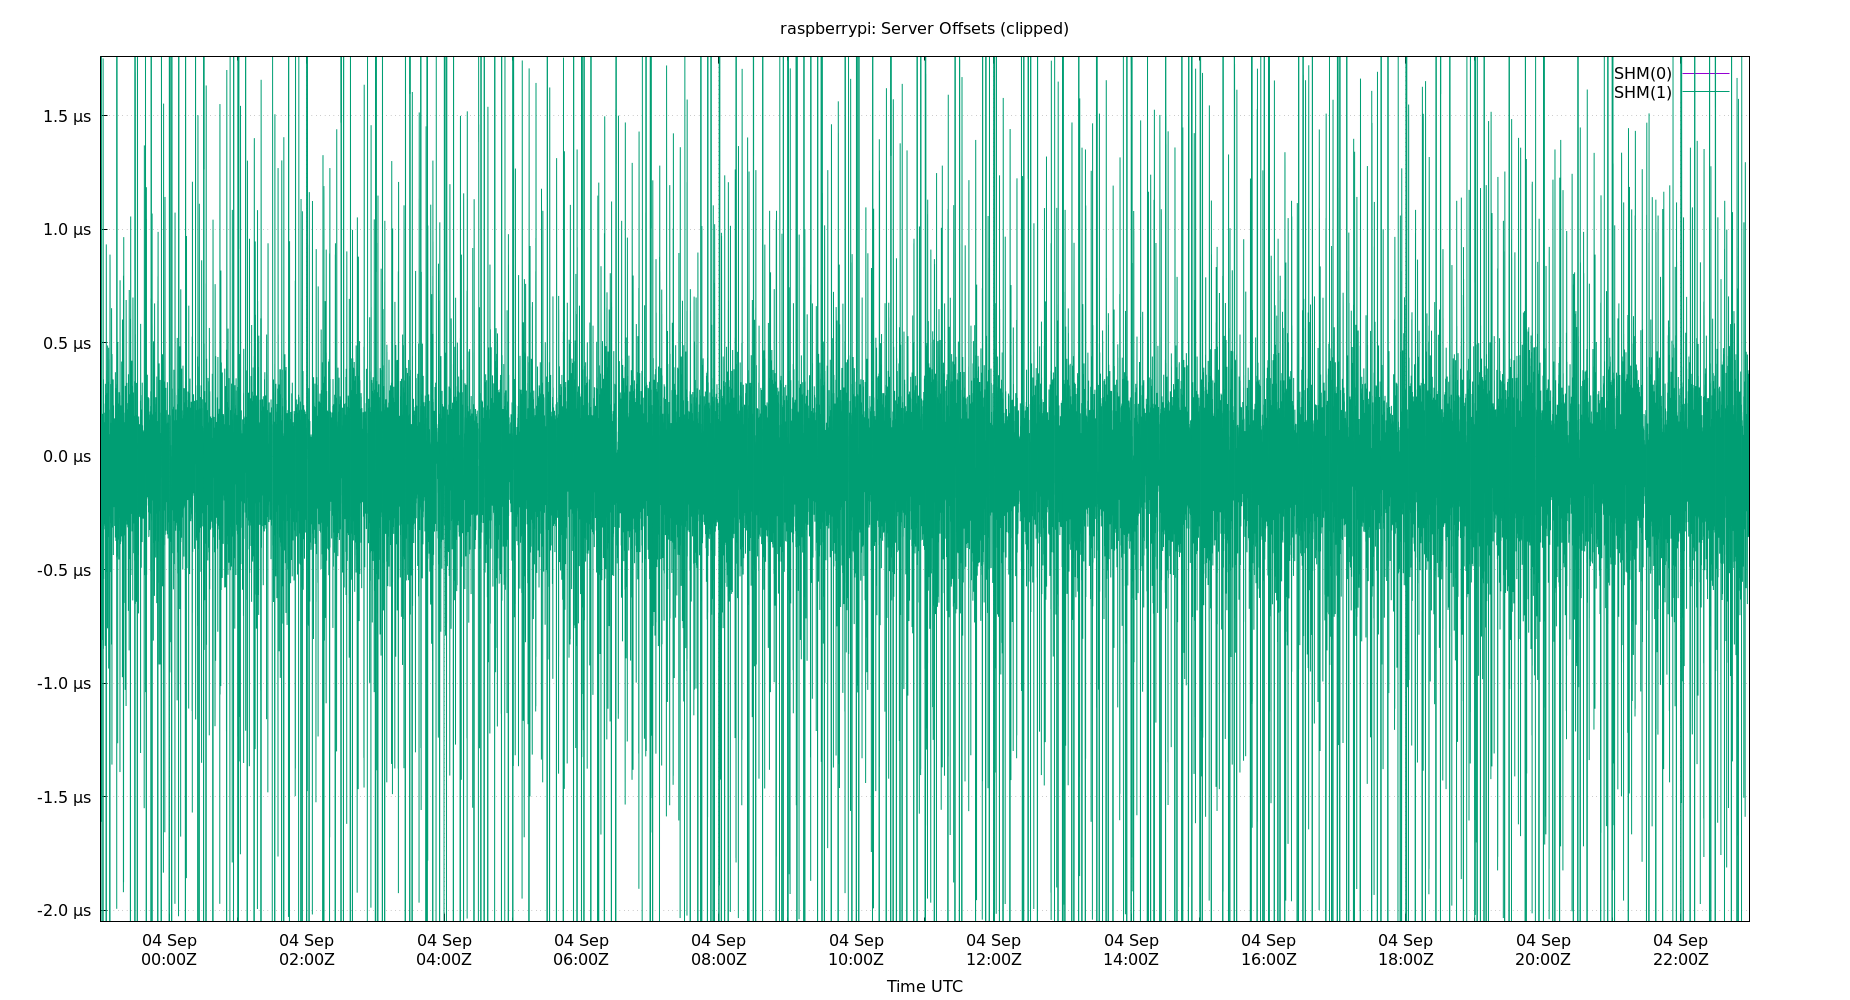 raspberrypi: Server Offsets (clipped)
SHM(0)
SHM(1)
1.5 µs
1.0 µs
0.5 µs
0.0 µs
-0.5 µs
-1.0 µs
-1.5 µs
-2.0 µs
04 Sep 04 Sep 04 Sep 04 Sep 04 Sep 04 Sep 04 Sep 04 Sep 04 Sep 04 Sep 04 Sep 04 Sep
00:00Z 02:00Z 04:00Z 06:00Z 08:00Z 10:00Z 12:00Z 14:00Z 16:00Z 18:00Z 20:00Z 22:00Z
Time UTC